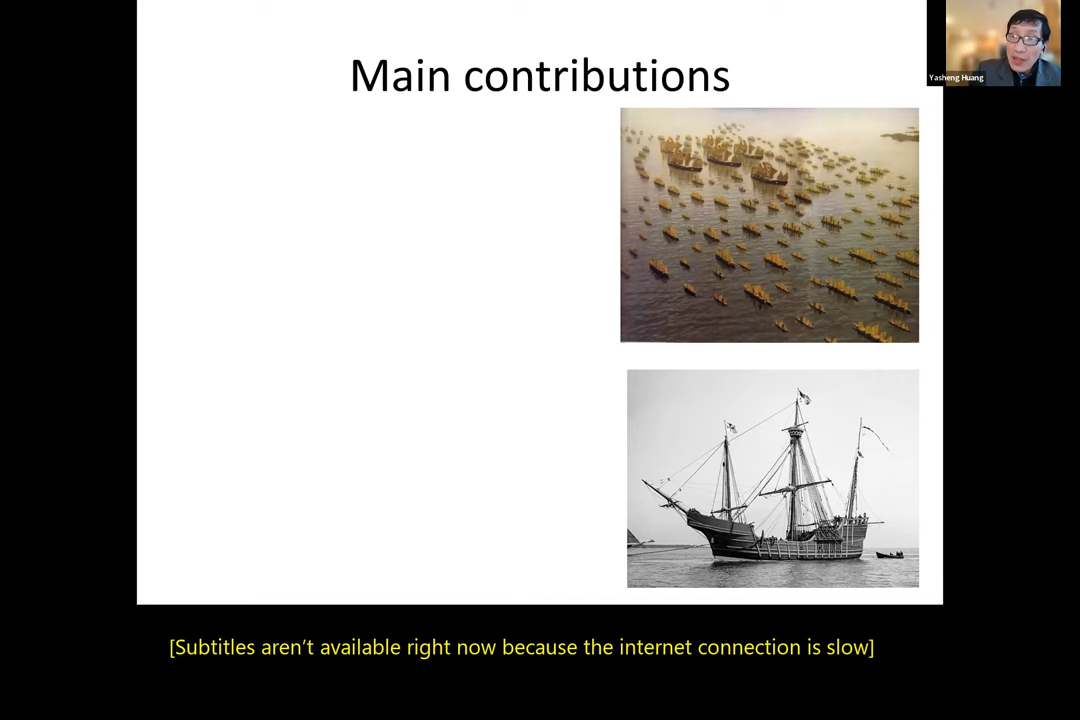 Main contributions
Yasheng Huang
[Subtitles aren’t available right now because the internet connection is slow]